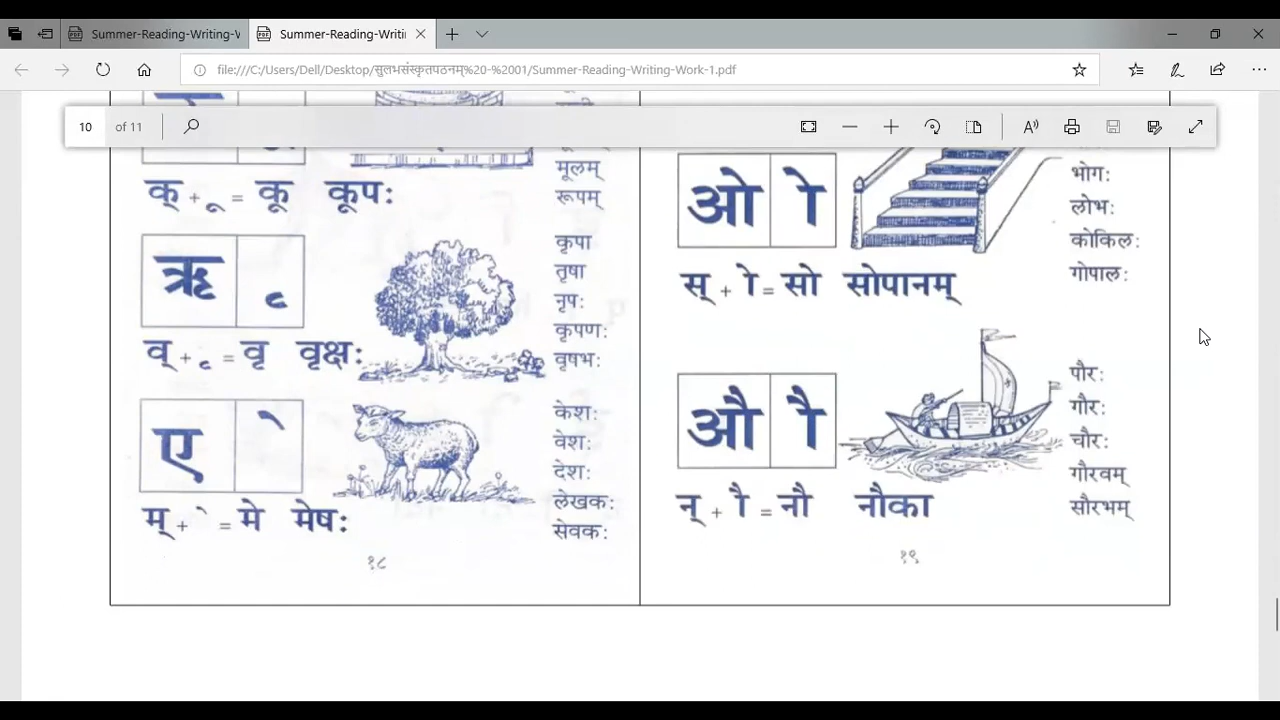 Summer-Reading-Writing-V
Summer-Reading-Writi
file:///C:/Users/Dell/Desktop/सुलभसंस्कृतपठनम्%20-%2001/Summer-Reading-Writing-Work-1.pdf
10 of 11
मूलम्
रूपम्
क् + ू = कू कूपः
ऋ ृ
कृपा
तृषा
नृपः
कृपणः
वृषभः
व् + ृ = वृ वृक्षः
ए े
केशः
वेशः
देशः
लेखकः
सेवकः
म् + े = मे मेषः
१८
ओ ो
भोगः
लोभः
कोकिलः
गोपालः
स् + ो = सो सोपानम्
औ ौ
पौरः
गौरः
चौरः
गौरवम्
सौरभम्
न् + ौ = नौ नौका
१९